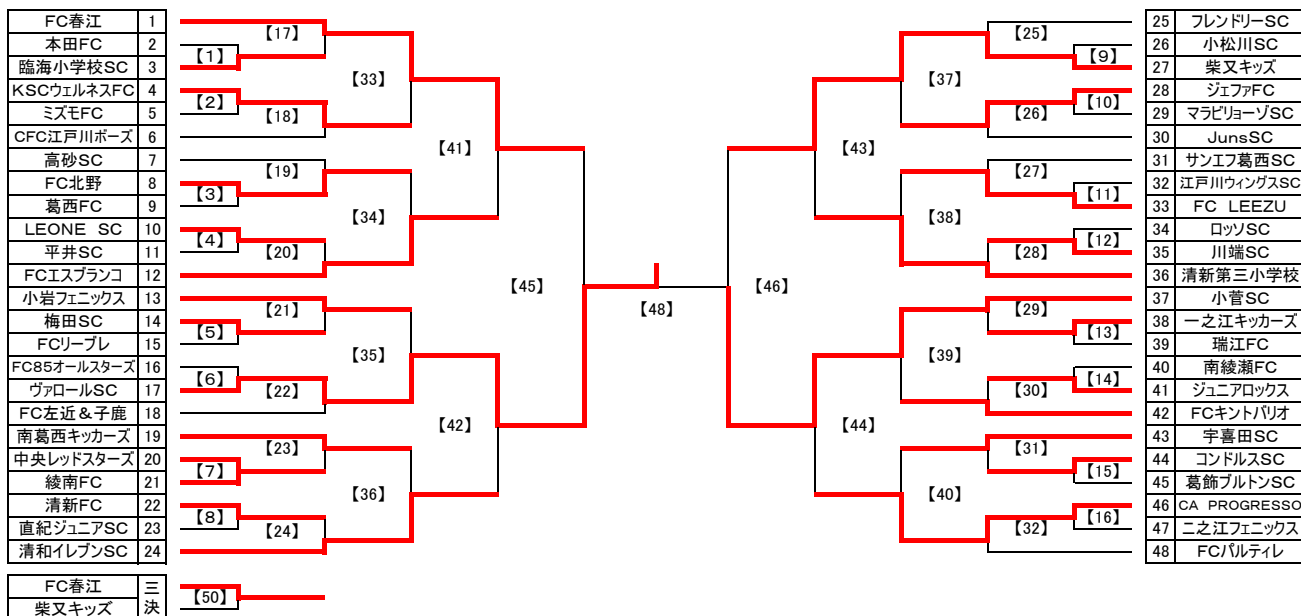 FC春江 1
本田FC 2
臨海小学校SC 3
KSCウェルネスFC 4
ミズモFC 5
CFC江戸川ボーズ 6
高砂SC 7
FC北野 8
葛西FC 9
LEONE SC 10
平井SC 11
FCエスブランコ 12
小岩フェニックス 13
梅田SC 14
FCリーブレ 15
FC85オールスターズ 16
ヴァロールSC 17
FC左近&子鹿 18
南葛西キッカーズ 19
中央レッドスターズ 20
綾南FC 21
清新FC 22
直紀ジュニアSC 23
清和イレブンSC 24
【1】
【2】
【3】
【4】
【5】
【6】
【7】
【8】
【17】
【18】
【19】
【20】
【21】
【22】
【23】
【24】
【33】
【34】
【35】
【36】
【41】
【42】
【45】
【48】
【46】
【43】
【44】
【37】
【38】
【39】
【40】
【25】
【26】
【27】
【28】
【29】
【30】
【31】
【32】
【9】
【10】
【11】
【12】
【13】
【14】
【15】
【16】
25 フレンドリーSC
26 小松川SC
27 柴又キッズ
28 ジェファFC
29 マラビリョーゾSC
30 JunsSC
31 サンエフ葛西SC
32 江戸川ウィングスSC
33 FC LEEZU
34 ロッソSC
35 川端SC
36 清新第三小学校
37 小菅SC
38 一之江キッカーズ
39 瑞江FC
40 南綾瀬FC
41 ジュニアロックス
42 FCキントバリオ
43 宇喜田SC
44 コンドルスSC
45 葛飾ブルトンSC
46 CA PROGRESSO
47 二之江フェニックス
48 FCパルティレ
FC春江 三
柴又キッズ 決
【50】